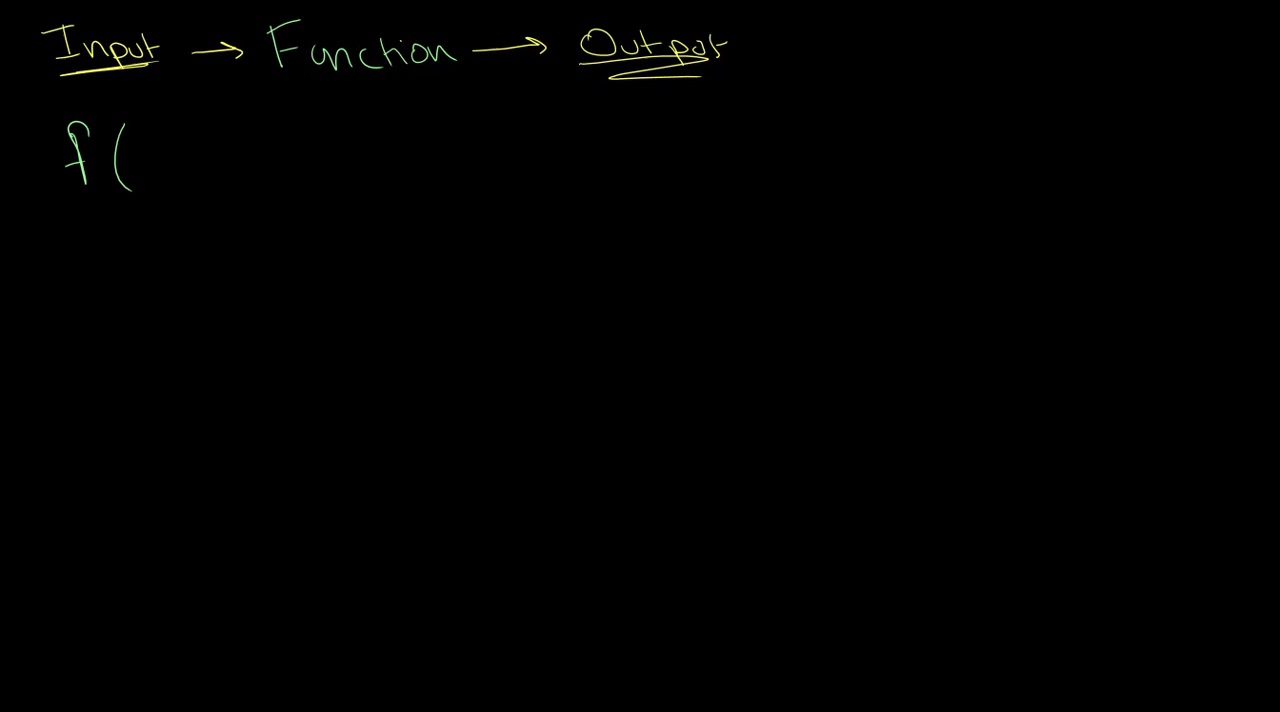 Input → Function → Output
f(